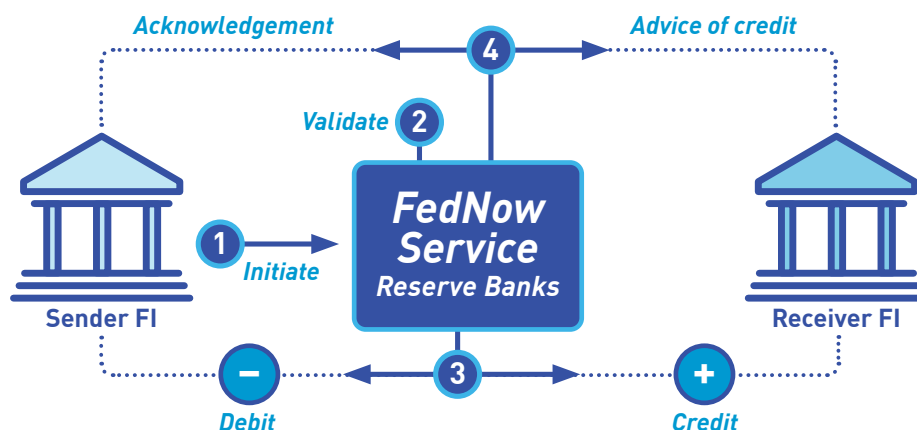 Acknowledgement
4
Advice of credit
Validate
2
FedNow
Service
Reserve Banks
1
Initiate
Sender FI
Receiver FI
3
−
+
Debit
Credit